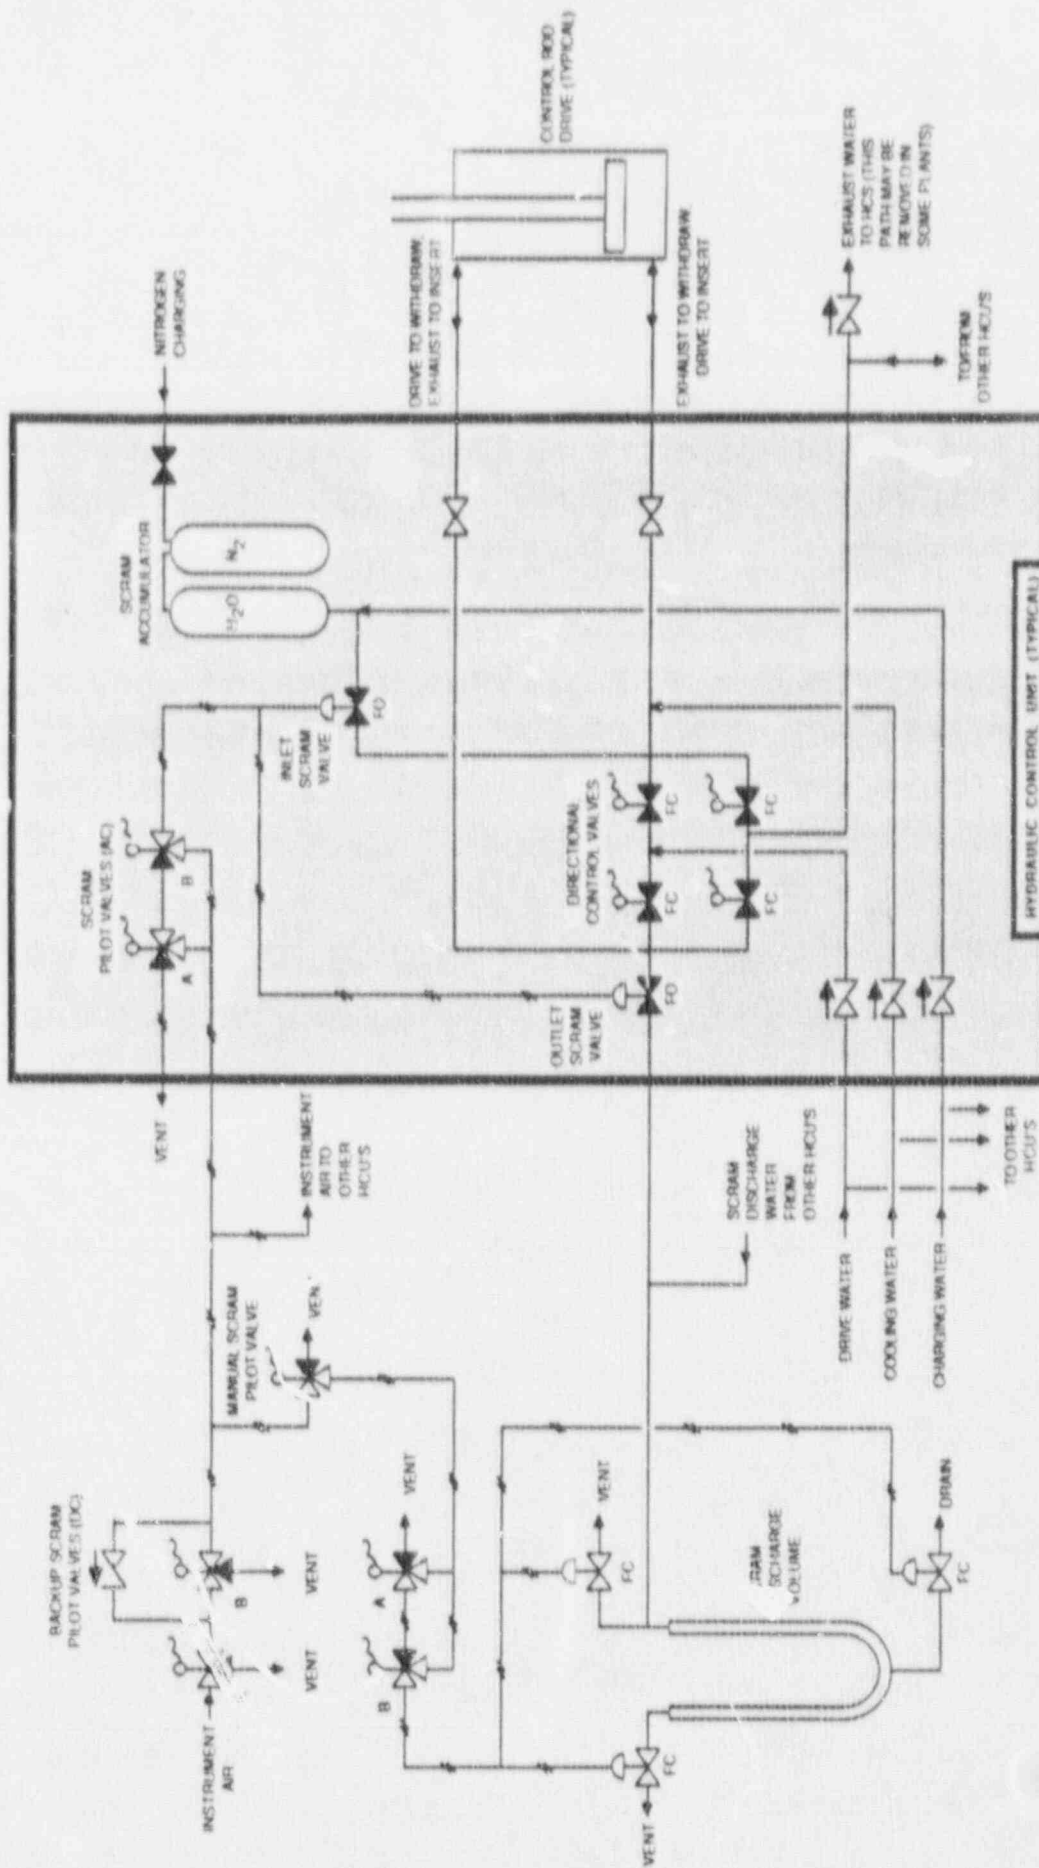 NITROGEN
CHARGING
CONTROL ROD
DRIVE (TYPICAL)
DRIVE TO WITHDRAW,
EXHAUST TO INSERT
EXHAUST TO WITHDRAW,
DRIVE TO INSERT
EXHAUST WATER
TO RCS (THIS
PATH MAY BE
REMOVED IN
SOME PLANTS)
TO/FROM
OTHER HCU'S
SCRAM
ACCUMULATOR
H2O
N2
SCRAM
PILOT VALVES (AC)
A
B
INLET
SCRAM
VALVE
FO
DIRECTIONAL
CONTROL VALVES
FC
FC
FC
FC
OUTLET
SCRAM
VALVE
FO
HYDRAULIC CONTROL UNIT (TYPICAL)
VENT
INSTRUMENT
AIR TO
OTHER
HCU'S
SCRAM
DISCHARGE
WATER
FROM
OTHER HCU'S
TO OTHER
HCU'S
DRIVE WATER
COOLING WATER
CHARGING WATER
MANUAL SCRAM
PILOT VALVE
VEN
BACKUP SCRAM
PILOT VALVES (DC)
B
VENT
VENT
INSTRUMENT
AIR
VENT
A
B
VENT
FC
RAM
SCHARGE
VOLUME
DRAIN
FC
VENT
FC